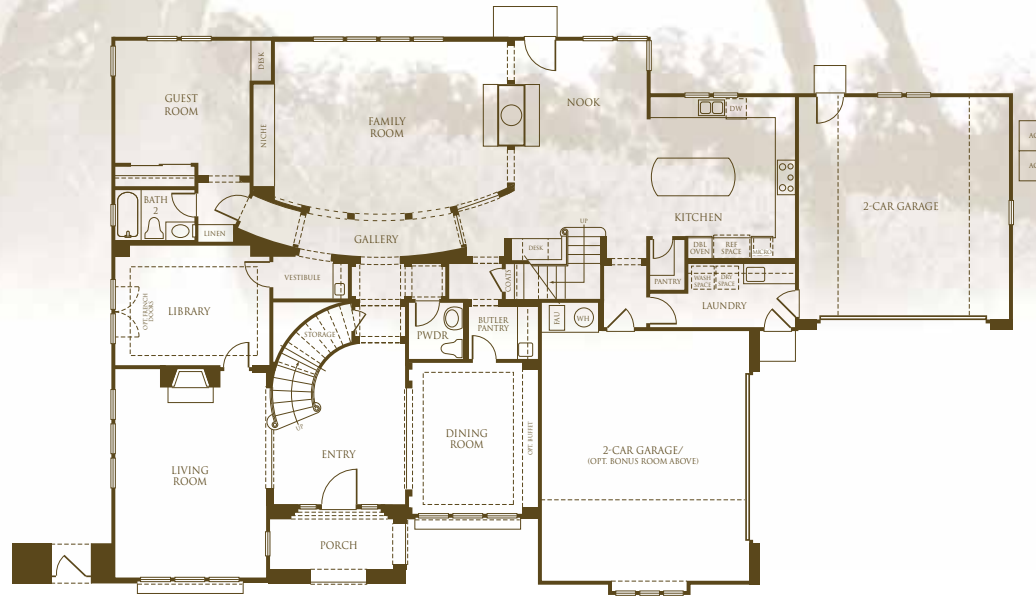 GUEST
ROOM
DESK
NICHE
FAMILY
ROOM
NOOK
DW
KITCHEN
2-CAR GARAGE
BATH
2
LINEN
GALLERY
UP
DESK
DBL
OVEN
REF
SPACE
VESTIBULE
COATS
PANTRY
WASH
SPACE
DRY
SPACE
LAUNDRY
OPT. FRENCH
DOORS
LIBRARY
STORAGE
PWDR
BUTLER
PANTRY
FAU
WH
UP
ENTRY
DINING
ROOM
OPT. BUFFET
2-CAR GARAGE/
(OPT. BONUS ROOM ABOVE)
LIVING
ROOM
PORCH